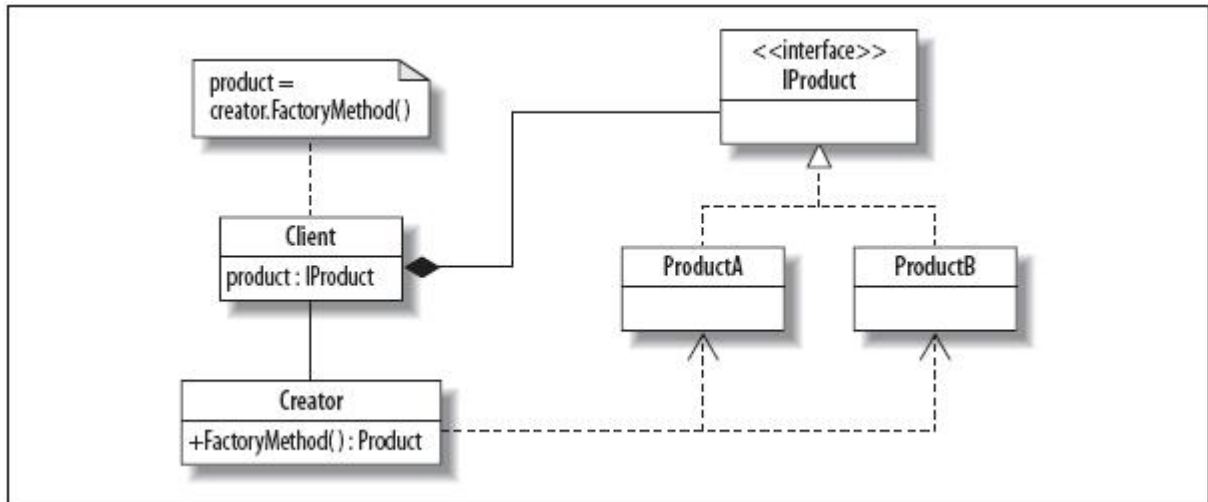 product =
creator.FactoryMethod( )
<<interface>>
IProduct
Client
product : IProduct
ProductA
ProductB
Creator
+FactoryMethod( ) : Product